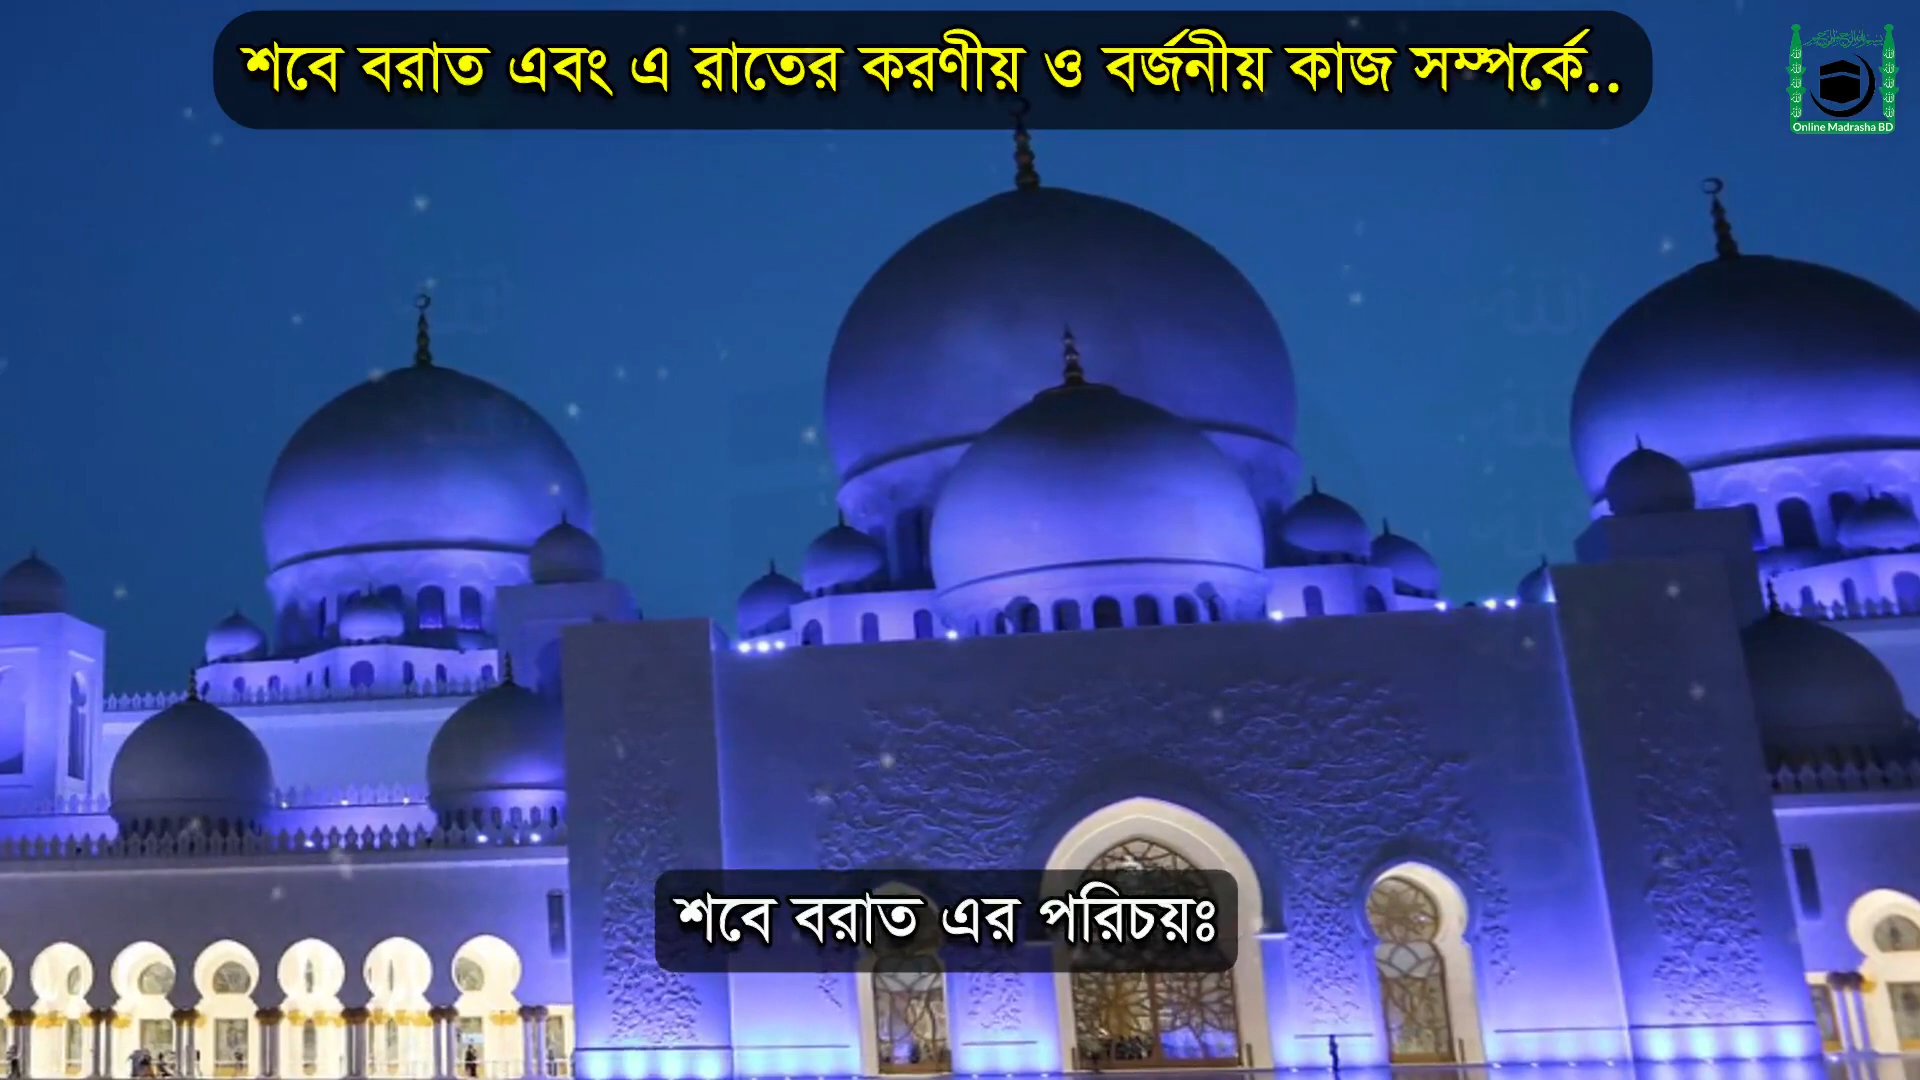 শবে বরাত এবং এ রাতের করণীয় ও বর্জনীয় কাজ সম্পর্কে..
Online Madrasha BD
শবে বরাত এর পরিচয়ঃ